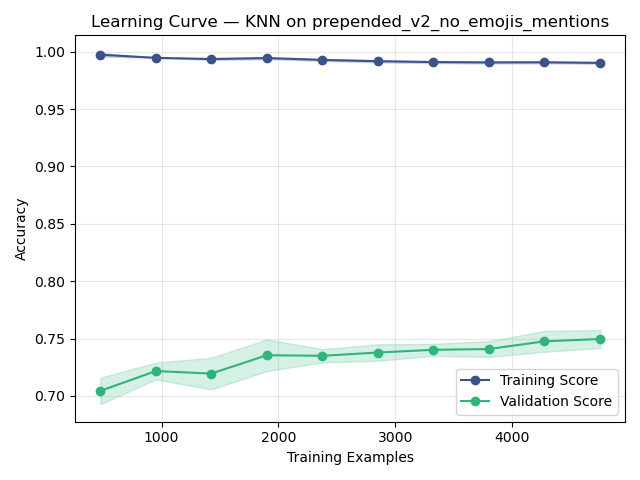 Learning Curve — KNN on prepended_v2_no_emojis_mentions
1.00
0.95
0.90
0.85
0.80
0.75
0.70
Accuracy
1000 2000 3000 4000
Training Examples
Training Score
Validation Score